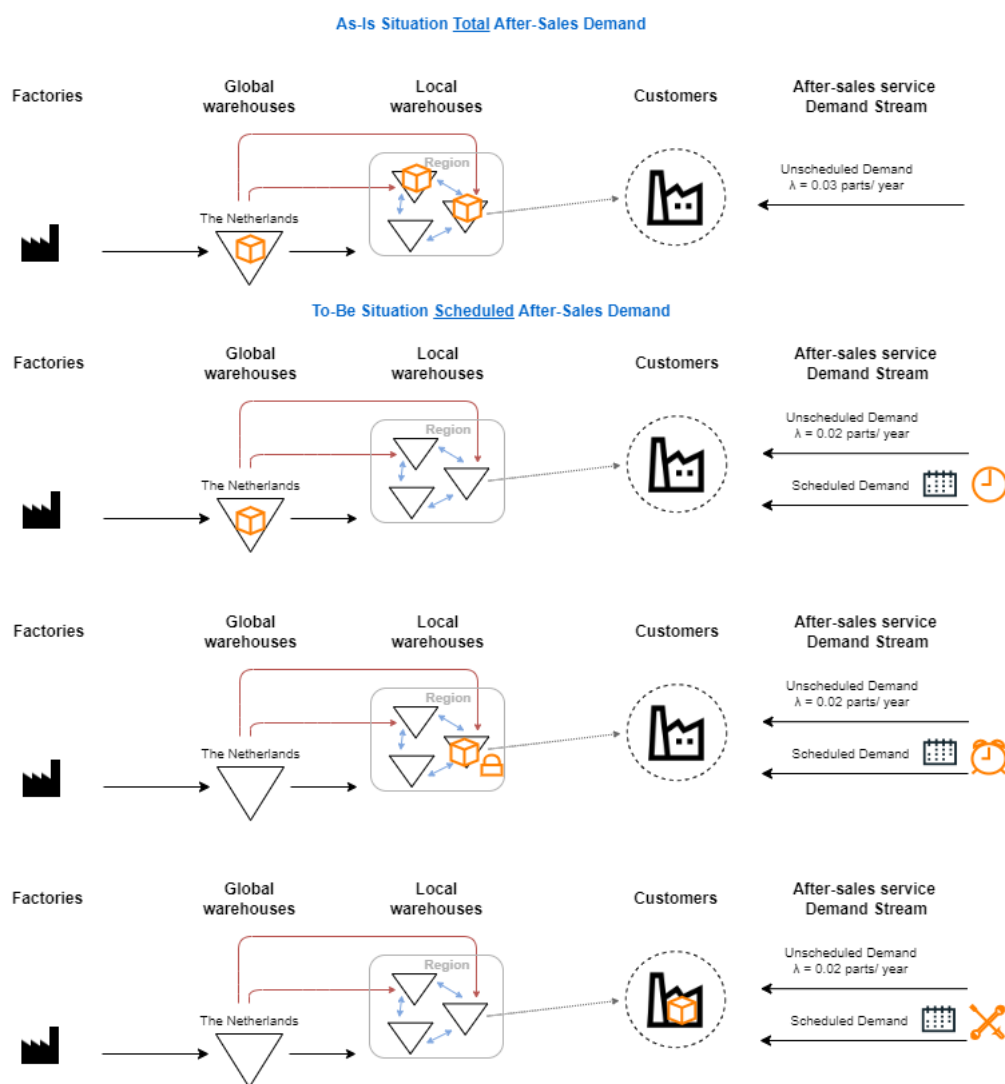 As-Is Situation Total After-Sales Demand
Factories
Global
warehouses
Local
warehouses
Customers
After-sales service
Demand Stream
Region
Unscheduled Demand
λ = 0.03 parts/ year
The Netherlands
To-Be Situation Scheduled After-Sales Demand
Factories
Global
warehouses
Local
warehouses
Customers
After-sales service
Demand Stream
Region
Unscheduled Demand
λ = 0.02 parts/ year
The Netherlands
Scheduled Demand
Factories
Global
warehouses
Local
warehouses
Customers
After-sales service
Demand Stream
Region
Unscheduled Demand
λ = 0.02 parts/ year
The Netherlands
Scheduled Demand
Factories
Global
warehouses
Local
warehouses
Customers
After-sales service
Demand Stream
Region
Unscheduled Demand
λ = 0.02 parts/ year
The Netherlands
Scheduled Demand